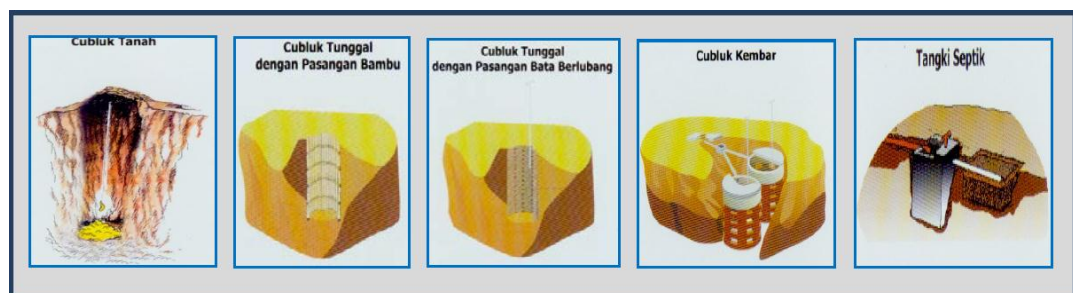 Cubluk Tanah
Cubluk Tunggal
dengan Pasangan Bambu
Cubluk Tunggal
dengan Pasangan Bata Berlubang
Cubluk Kembar
Tangki Septik